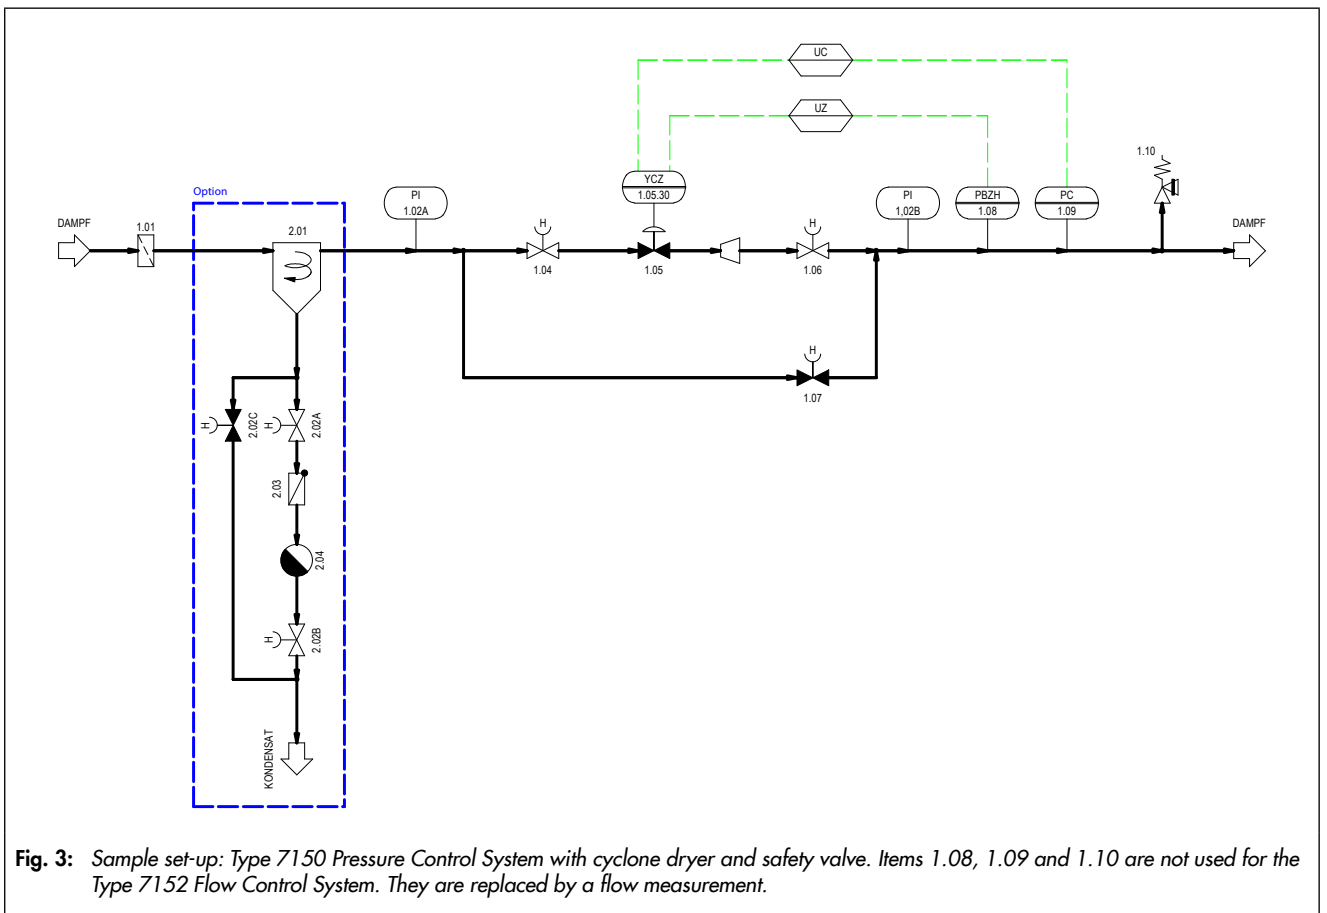 UC
UZ
1.10
YCZ
1.05.30
Option
PI
1.02A
PI
1,02B
PBZH
1.08
PC
1.09
DAMPF
1.01
2.01
H
H
DAMPF
1.04
1.05
1.06
H
1.07
H
2.02C
H
2.02A
2.03
2.04
H
2.02B
KONDENSAT
Fig. 3: Sample set-up: Type 7150 Pressure Control System with cyclone dryer and safety valve. Items 1.08, 1.09 and 1.10 are not used for the
Type 7152 Flow Control System. They are replaced by a flow measurement.